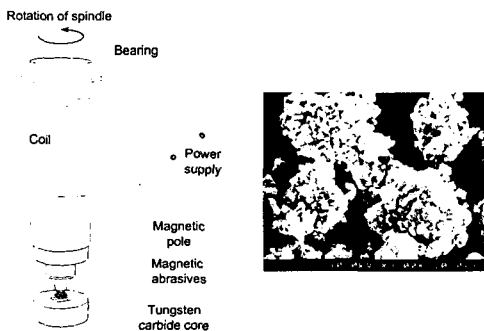 Rotation of spindle
Bearing
Coil
Power
supply
Magnetic
pole
Magnetic
abrasives
Tungsten
carbide core